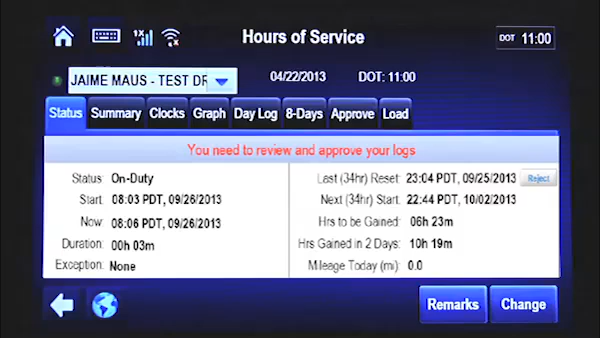 1X
Hours of Service
DOT 11:00
JAIME MAUS - TEST DR
04/22/2013
DOT: 11:00
Status Summary Clocks Graph Day Log 8-Days Approve Load
You need to review and approve your logs
Status: On-Duty
Start: 08:03 PDT, 09/26/2013
Now: 08:06 PDT, 09/26/2013
Duration: 00h 03m
Exception: None
Last (34hr) Reset: 23:04 PDT, 09/25/2013 Reject
Next (34hr) Start: 22:44 PDT, 10/02/2013
Hrs to be Gained: 06h 23m
Hrs Gained in 2 Days: 10h 19m
Mileage Today (mi): 0.0
Remarks Change